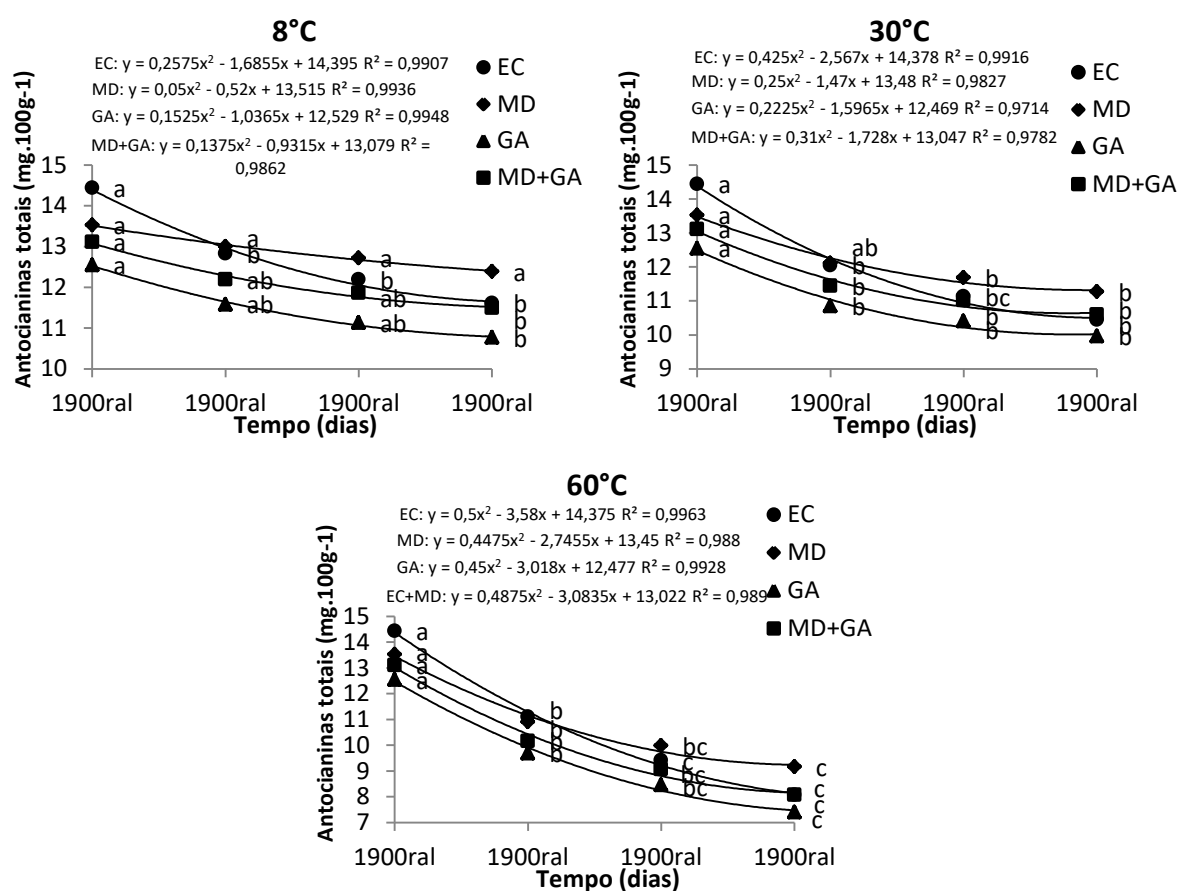 8°C
EC: y = 0,2575x² - 1,6855x + 14,395 R² = 0,9907
MD: y = 0,05x² - 0,52x + 13,515 R² = 0,9936
GA: y = 0,1525x² - 1,0365x + 12,529 R² = 0,9948
MD+GA: y = 0,1375x² - 0,9315x + 13,079 R² =
0,9862
EC
MD
GA
MD+GA
Antocianinas totais (mg.100g-1)
15
14
13
12
11
10
a
a
a
a
a
b
ab
ab
a
b
ab
ab
a
b
b
b
1900ral 1900ral 1900ral 1900ral
Tempo (dias)
30°C
EC: y = 0,425x² - 2,567x + 14,378 R² = 0,9916
MD: y = 0,25x² - 1,47x + 13,48 R² = 0,9827
GA: y = 0,2225x² - 1,5965x + 12,469 R² = 0,9714
MD+GA: y = 0,31x² - 1,728x + 13,047 R² = 0,9782
EC
MD
GA
MD+GA
Antocianinas totais (mg.100g-1)
15
14
13
12
11
10
9
a
a
a
a
ab
b
b
b
b
bc
b
b
b
b
b
b
1900ral 1900ral 1900ral 1900ral
Tempo (dias)
60°C
EC: y = 0,5x² - 3,58x + 14,375 R² = 0,9963
MD: y = 0,4475x² - 2,7455x + 13,45 R² = 0,988
GA: y = 0,45x² - 3,018x + 12,477 R² = 0,9928
EC+MD: y = 0,4875x² - 3,0835x + 13,022 R² = 0,989
EC
MD
GA
MD+GA
Antocianinas totais (mg.100g-1)
15
14
13
12
11
10
9
8
7
a
a
a
a
b
b
b
b
bc
c
bc
bc
c
c
c
c
1900ral 1900ral 1900ral 1900ral
Tempo (dias)